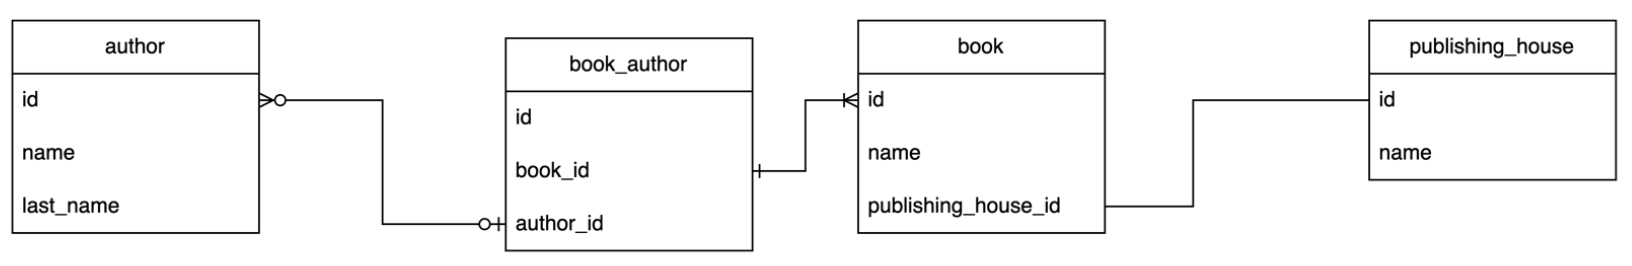 author
id
name
last_name
book_author
id
book_id
author_id
book
id
name
publishing_house_id
publishing_house
id
name